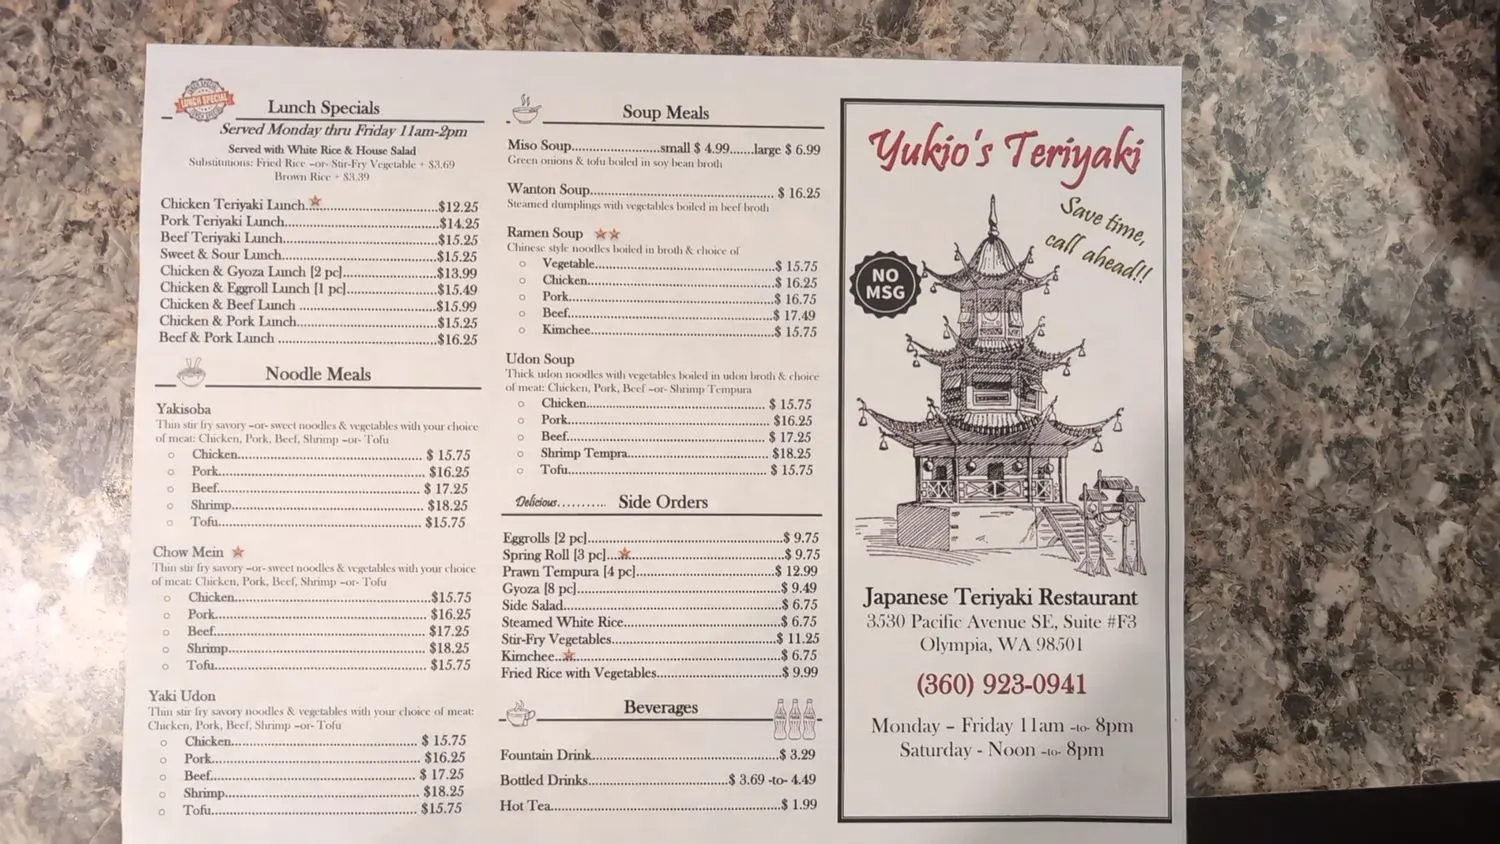 LUNCH SPECIAL
Lunch Specials
Served Monday thru Friday 11am-2pm
Served with White Rice & House Salad
Substitutions: Fried Rice -or- Stir-Fry Vegetable + $3.69
Brown Rice + $3.39
Chicken Teriyaki Lunch..............................$12.25
Pork Teriyaki Lunch..............................$14.25
Beef Teriyaki Lunch..............................$15.25
Sweet & Sour Lunch..............................$15.25
Chicken & Gyoza Lunch [2 pc]....................$13.99
Chicken & Eggroll Lunch [1 pc]....................$15.49
Chicken & Beef Lunch ..............................$15.99
Chicken & Pork Lunch..............................$15.25
Beef & Pork Lunch ..............................$16.25
Noodle Meals
Yakisoba
Thin stir fry savory -or- sweet noodles & vegetables with your choice
of meat: Chicken, Pork, Beef, Shrimp -or- Tofu
○ Chicken.............................. $ 15.75
○ Pork..............................$16.25
○ Beef.............................. $ 17.25
○ Shrimp..............................$18.25
○ Tofu.............................. $15.75
Chow Mein
Thin stir fry savory -or- sweet noodles & vegetables with your choice
of meat: Chicken, Pork, Beef, Shrimp -or- Tofu
○ Chicken..............................$15.75
○ Pork..............................$16.25
○ Beef..............................$17.25
○ Shrimp..............................$18.25
○ Tofu..............................$15.75
Yaki Udon
Thin stir fry savory noodles & vegetables with your choice of meat:
Chicken, Pork, Beef, Shrimp -or- Tofu
○ Chicken.............................. $ 15.75
○ Pork..............................$16.25
○ Beef.............................. $ 17.25
○ Shrimp.............................. $18.25
○ Tofu.............................. $15.75
Soup Meals
Miso Soup....................small $ 4.99......large $ 6.99
Green onions & tofu boiled in soy bean broth
Wanton Soup.............................. $ 16.25
Steamed dumplings with vegetables boiled in beef broth
Ramen Soup
Chinese style noodles boiled in broth & choice of
○ Vegetable..............................$ 15.75
○ Chicken..............................$ 16.25
○ Pork..............................$ 16.75
○ Beef..............................$ 17.49
○ Kimchee..............................$ 15.75
Udon Soup
Thick udon noodles with vegetables boiled in udon broth & choice
of meat: Chicken, Pork, Beef -or- Shrimp Tempura
○ Chicken.............................. $ 15.75
○ Pork..............................$16.25
○ Beef.............................. $ 17.25
○ Shrimp Tempra..............................$18.25
○ Tofu.............................. $ 15.75
Delicious........... Side Orders
Eggrolls [2 pc]..............................$ 9.75
Spring Roll [3 pc]..............................$ 9.75
Prawn Tempura [4 pc]..............................$ 12.99
Gyoza [8 pc]..............................$ 9.49
Side Salad..............................$ 6.75
Steamed White Rice..............................$ 6.75
Stir-Fry Vegetables..............................$ 11.25
Kimchee..............................$ 6.75
Fried Rice with Vegetables..............................$ 9.99
Beverages
Fountain Drink..............................$ 3.29
Bottled Drinks..............................$ 3.69 -to- 4.49
Hot Tea..............................$ 1.99
Yukio's Teriyaki
Save time,
call ahead!!
NO
MSG
Japanese Teriyaki Restaurant
3530 Pacific Avenue SE, Suite #F3
Olympia, WA 98501
(360) 923-0941
Monday – Friday 11am -to- 8pm
Saturday - Noon -to- 8pm